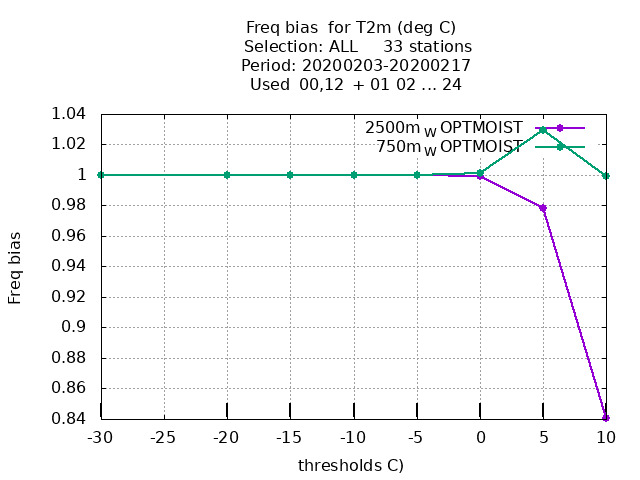 Freq bias  for T2m (deg C)
Selection: ALL     33 stations
Period: 20200203-20200217
Used  00,12  + 01 02 ... 24
2500m W OPTMOIST
750m W OPTMOIST
1.04
1.02
1
0.98
0.96
0.94
0.92
0.9
0.88
0.86
0.84
Freq bias
-30 -25 -20 -15 -10 -5 0 5 10
thresholds C)